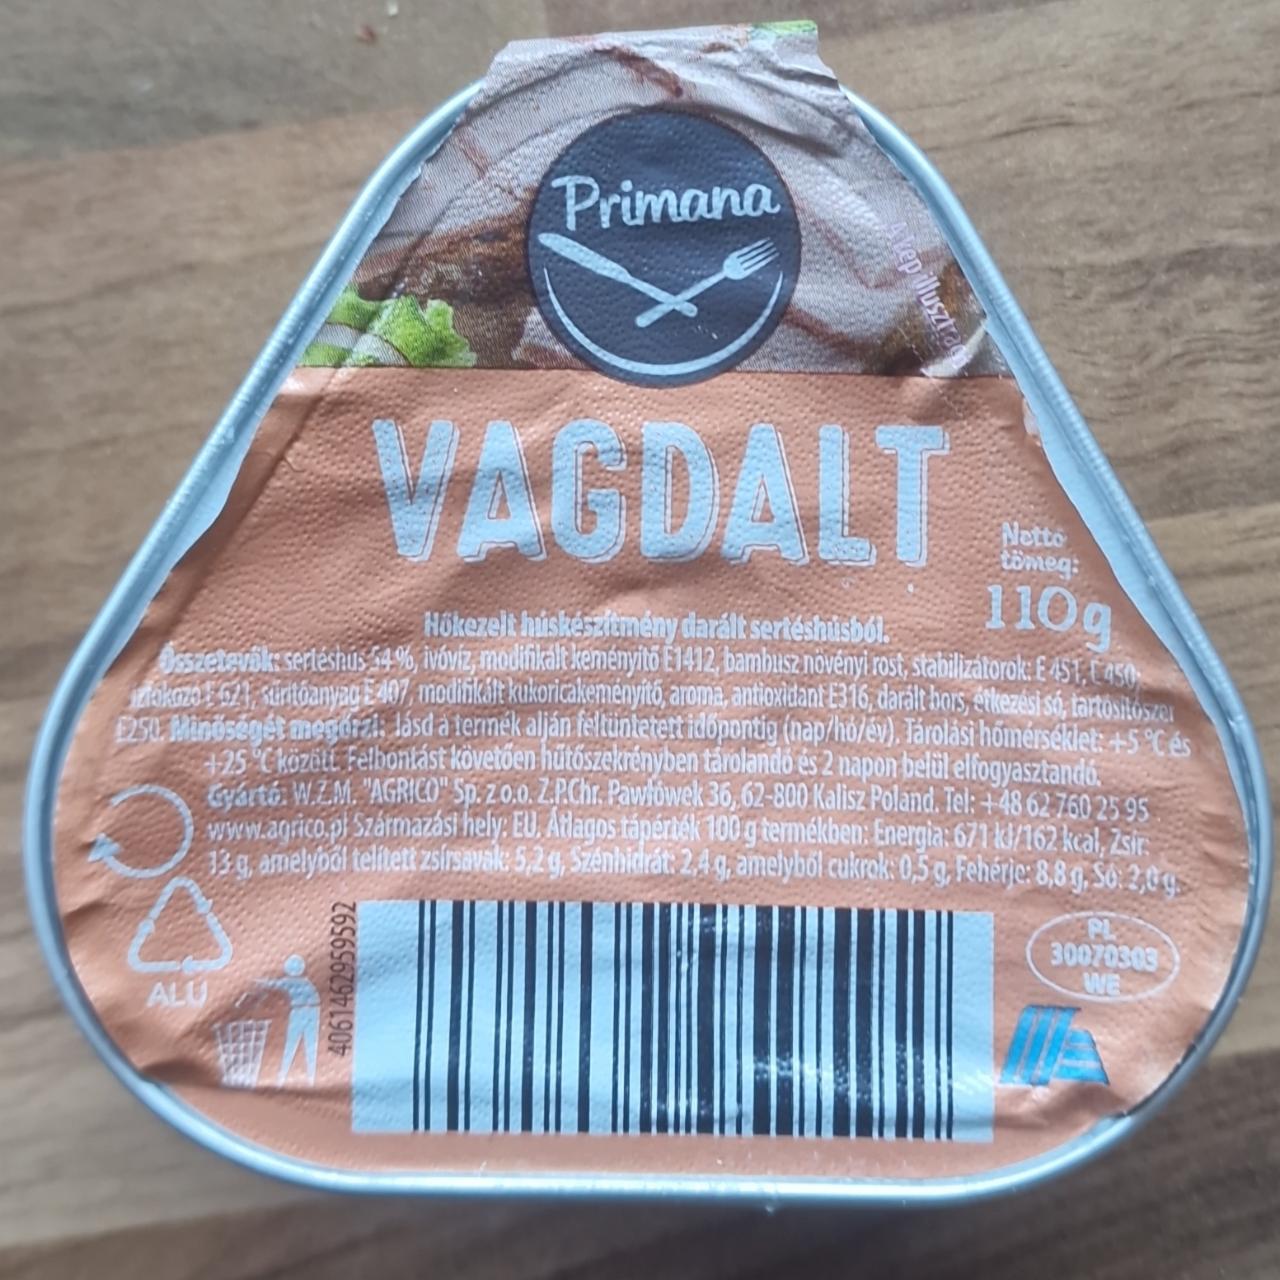 Primana
A kép illusztráció
VAGDALT
Nettó
tömeg:
110g
Hőkezelt húskészítmény darált sertéshúsból.
Összetevők: sertéshús 54 %, ivóvíz, modifikált keményítő E1412, bambusz növényi rost, stabilizátorok: E 451, E 450,
ízfokozó E 621, sűrítőanyag E 407, modifikált kukoricakeményítő, aroma, antioxidant E316, darált bors, étkezési só, tartósítószer
E250. Minőségét megőrzi: lásd a termék alján feltüntetett időpontig (nap/hó/év). Tárolási hőmérséklet: +5 °C és
+25 °C között. Felbontást követően hűtőszekrényben tárolandó és 2 napon belül elfogyasztandó.
Gyártó: W.Z.M. "AGRICO" Sp. z o.o. Z.P.Chr. Pawłówek 36, 62-800 Kalisz Poland. Tel: +48 62 760 25 95
www.agrico.pl Származási hely: EU. Átlagos tápérték 100 g termékben: Energia: 671 kJ/162 kcal, Zsír:
13 g, amelyből telített zsírsavak: 5,2 g, Szénhidrát: 2,4 g, amelyből cukrok: 0,5 g, Fehérje: 8,8 g, Só: 2,0 g.
ALU
4061462959592
PL
30070303
WE